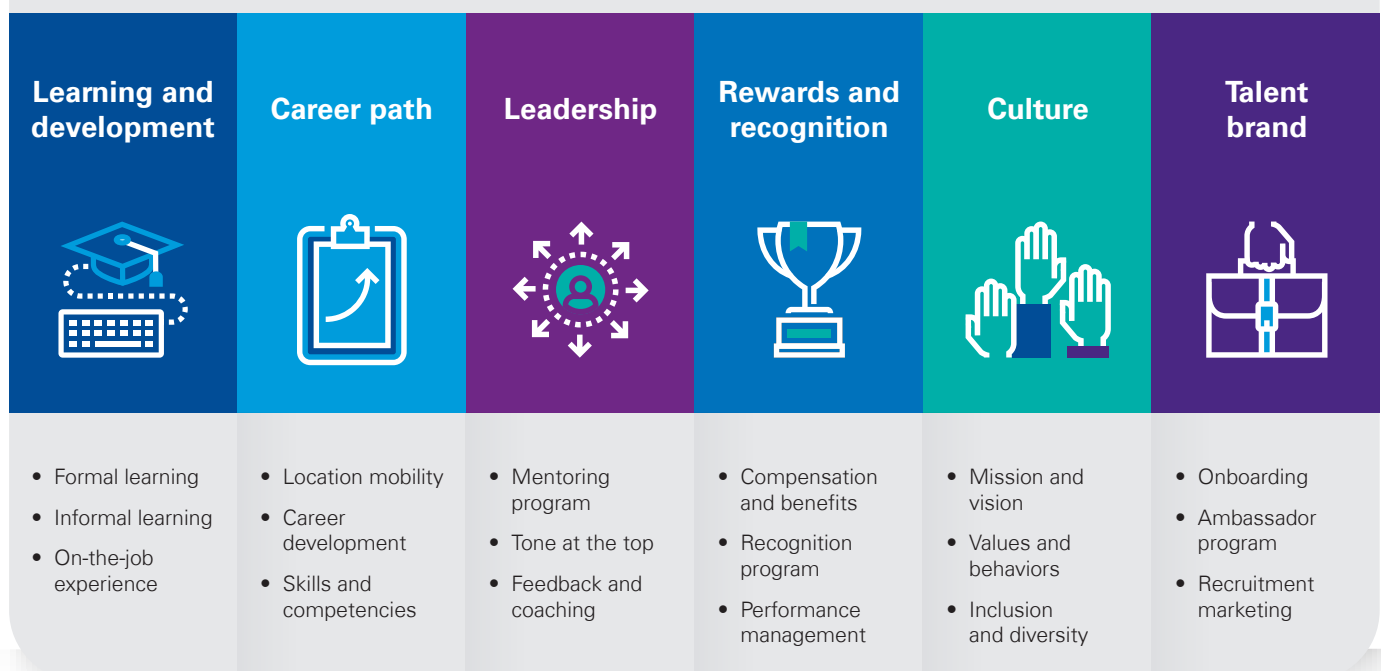 Learning and
development
Career path
Leadership
Rewards and
recognition
Culture
Talent
brand
• Formal learning
• Informal learning
• On-the-job
experience
• Location mobility
• Career
development
• Skills and
competencies
• Mentoring
program
• Tone at the top
• Feedback and
coaching
• Compensation
and benefits
• Recognition
program
• Performance
management
• Mission and
vision
• Values and
behaviors
• Inclusion
and diversity
• Onboarding
• Ambassador
program
• Recruitment
marketing